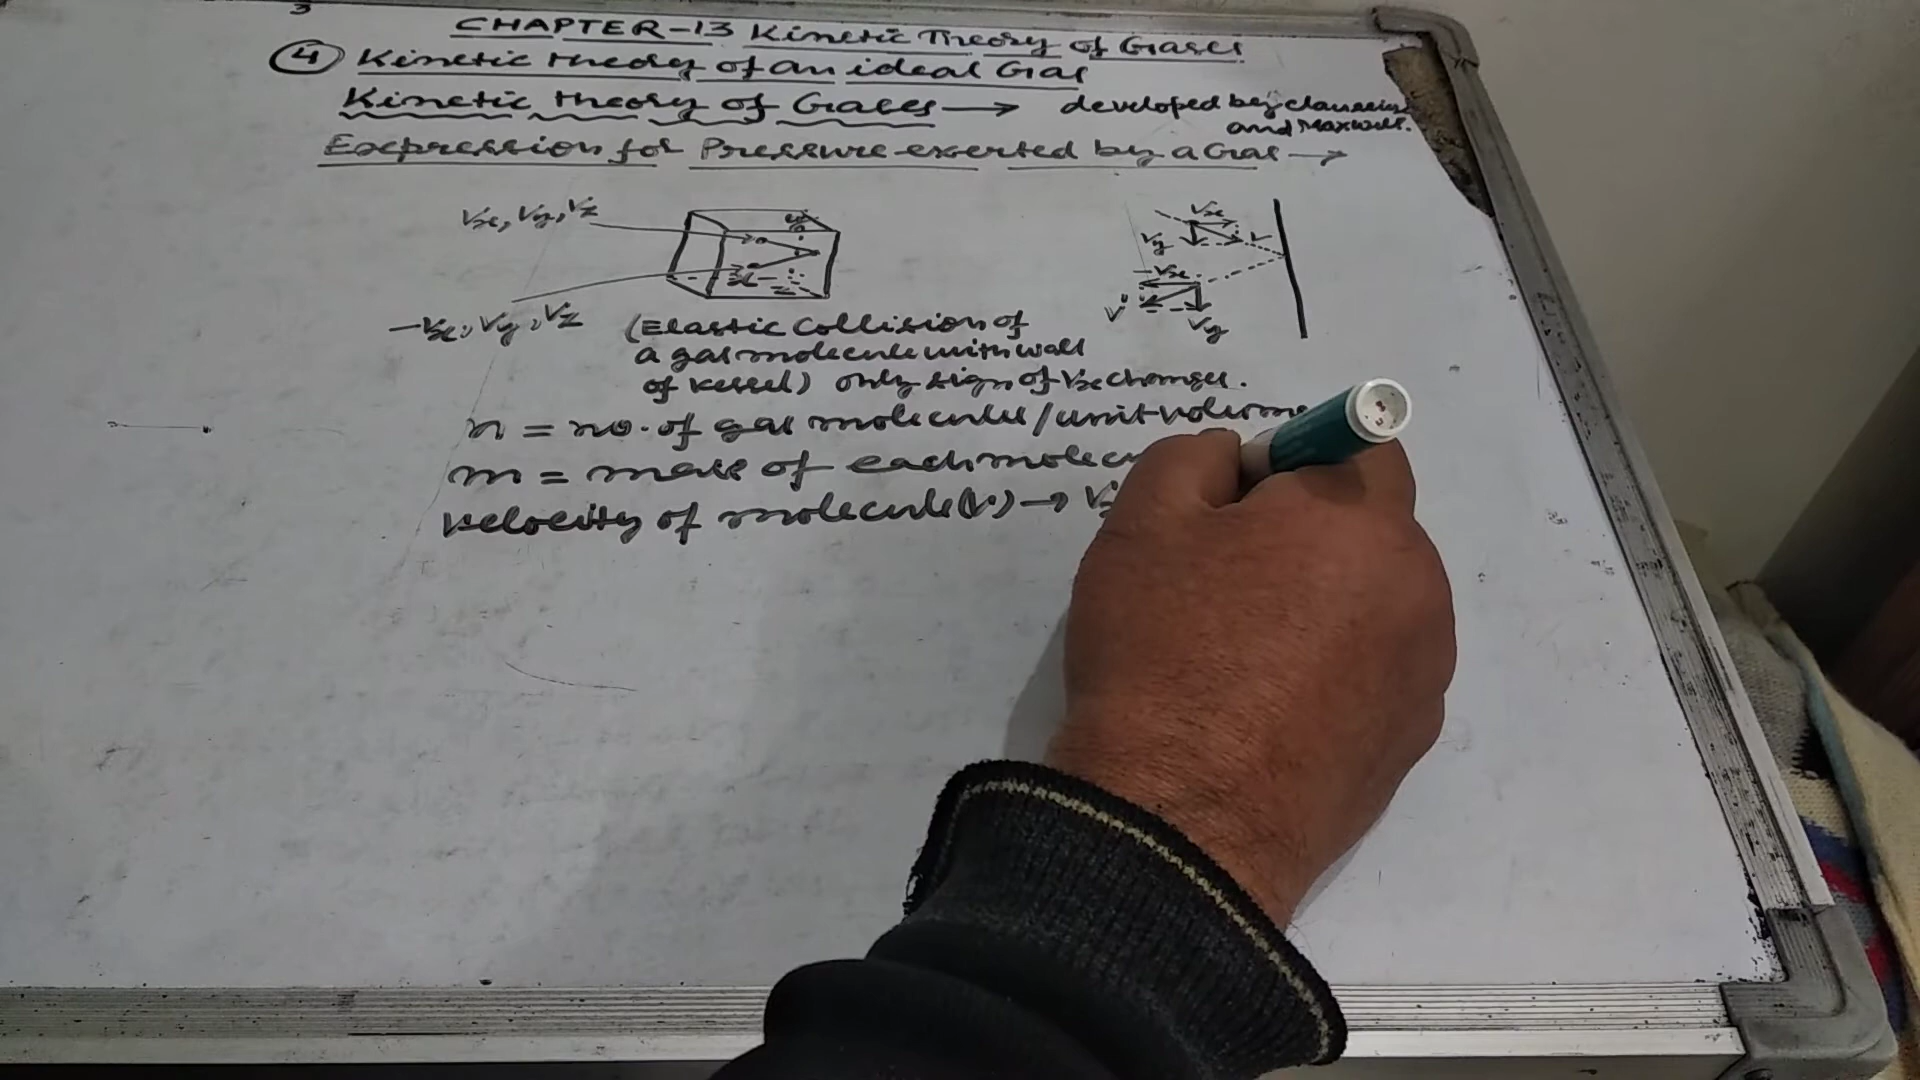 CHAPTER-13 Kinetic Theory of Gases
④ Kinetic theory of an ideal Gas
Kinetic theory of Gases → developed by Clausius
and Maxwell.
Expression for Pressure exerted by a Gas →
Vx, Vy, Vz
-Vx, Vy, Vz
y
x
z
Vx
Vy
V
-Vx
V'
Vy
(Elastic Collision of
a gas molecule with wall
of vessel) only sign of Vx changes.
n = no. of gas molecules/unit volume
m = mass of each
velocity of molecule(V) →